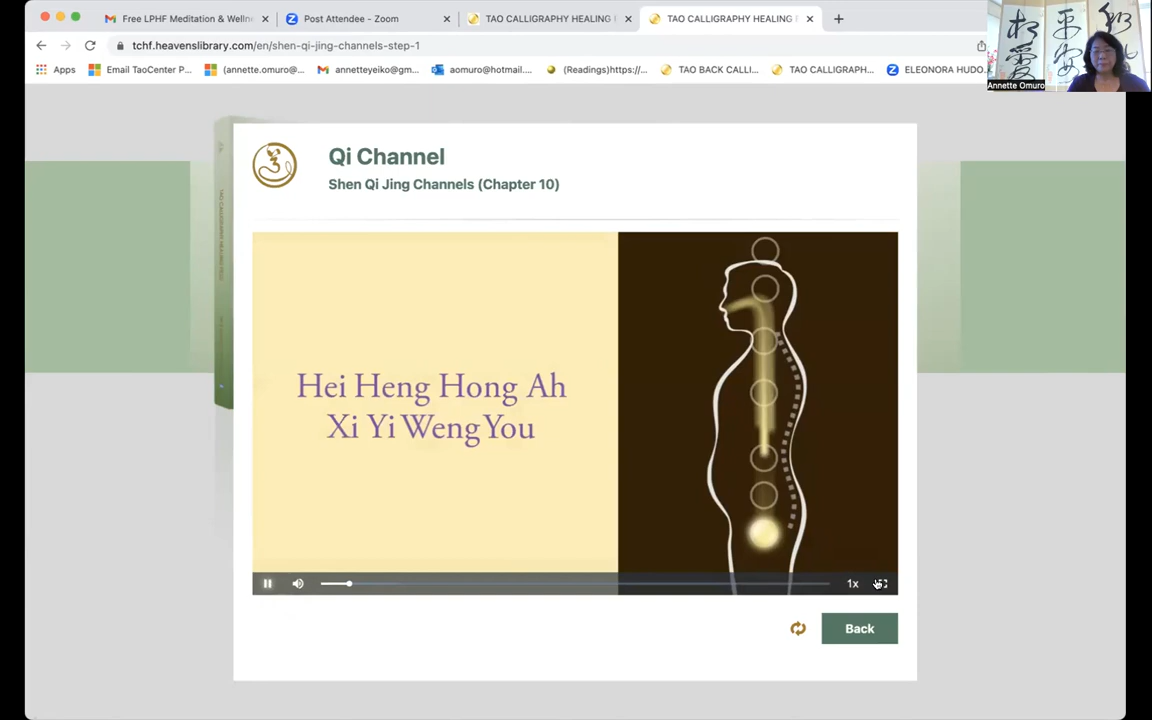 Free LPHF Meditation & Welln
Post Attendee - Zoom
TAO CALLIGRAPHY HEALING
TAO CALLIGRAPHY HEALING
tchf.heavenslibrary.com/en/shen-qi-jing-channels-step-1
Apps
Email TaoCenter P...
(annette.omuro@...
annetteyeiko@gm...
aomuro@hotmail....
(Readings)https://...
TAO BACK CALLI...
TAO CALLIGRAPH...
ELEONORA HUDO
平安
Annette Omuro
Qi Channel
Shen Qi Jing Channels (Chapter 10)
Hei Heng Hong Ah
Xi Yi Weng You
1x
Back